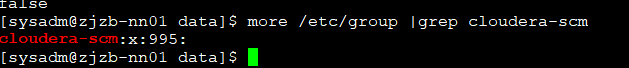 false
[sysadm@zjzb-nn01 data]$ more /etc/group |grep cloudera-scm
cloudera-scm:x:995:
[sysadm@zjzb-nn01 data]$